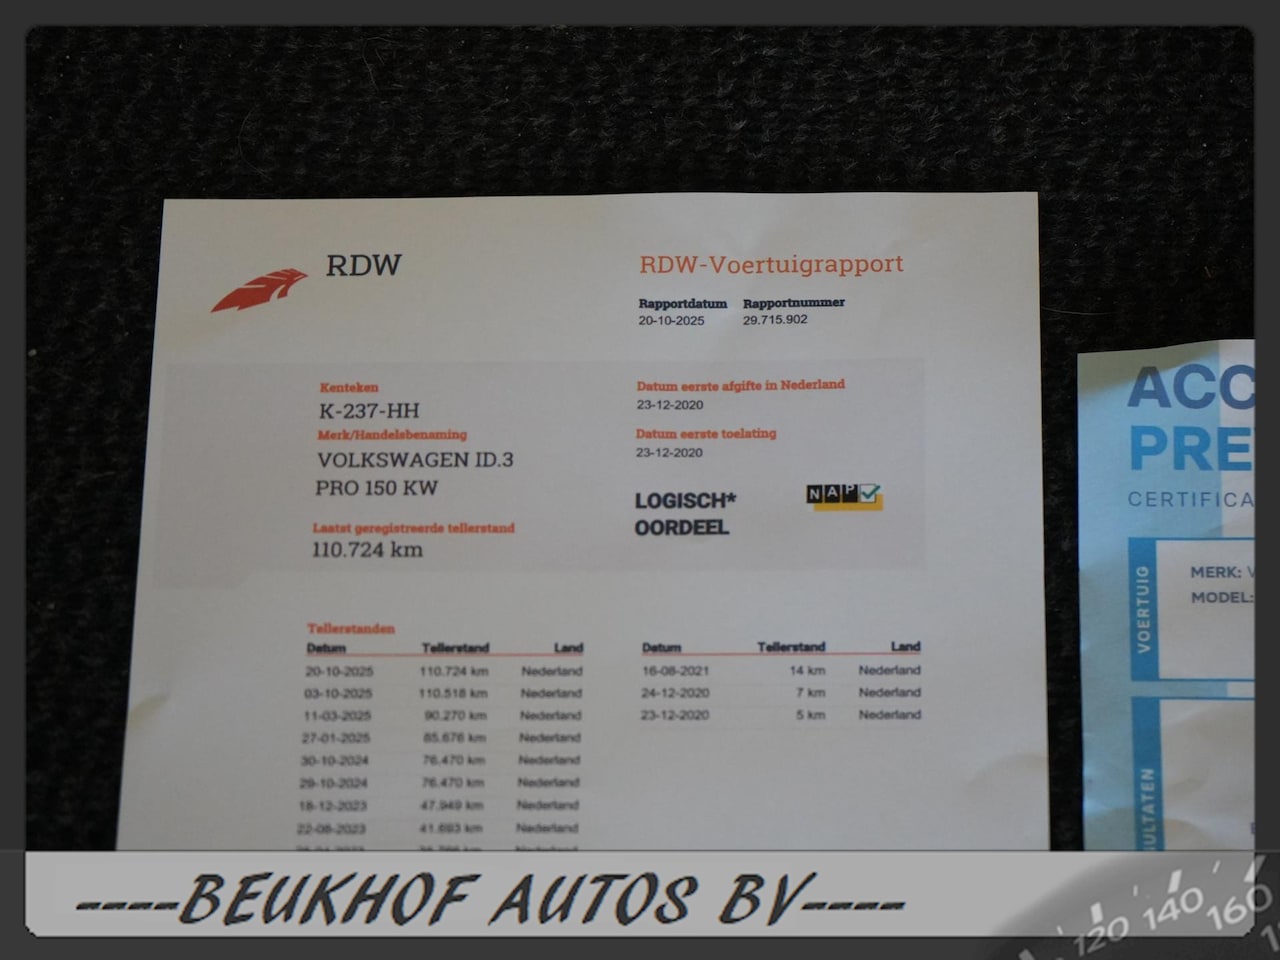 RDW
RDW-Voertuigrapport
Rapportdatum Rapportnummer
20-10-2025 29.715.902
Kenteken
K-237-HH
Merk/Handelsbenaming
VOLKSWAGEN ID.3
PRO 150 KW
Laatst geregistreerde tellerstand
110.724 km
Datum eerste afgifte in Nederland
23-12-2020
Datum eerste toelating
23-12-2020
LOGISCH*
OORDEEL
NAP
Tellerstanden
Datum Tellerstand Land
20-10-2025 110.724 km Nederland
03-10-2025 110.518 km Nederland
11-03-2025 90.270 km Nederland
27-01-2025 85.676 km Nederland
30-10-2024 76.470 km Nederland
29-10-2024 76.470 km Nederland
18-12-2023 47.949 km Nederland
22-08-2023 41.693 km Nederland
Datum Tellerstand Land
16-08-2021 14 km Nederland
24-12-2020 7 km Nederland
23-12-2020 5 km Nederland
ACC
PRE
CERTIFICA
VOERTUIG
MERK: V
MODEL:
ULTATEN
----BEUKHOF AUTOS BV----
120 140 160